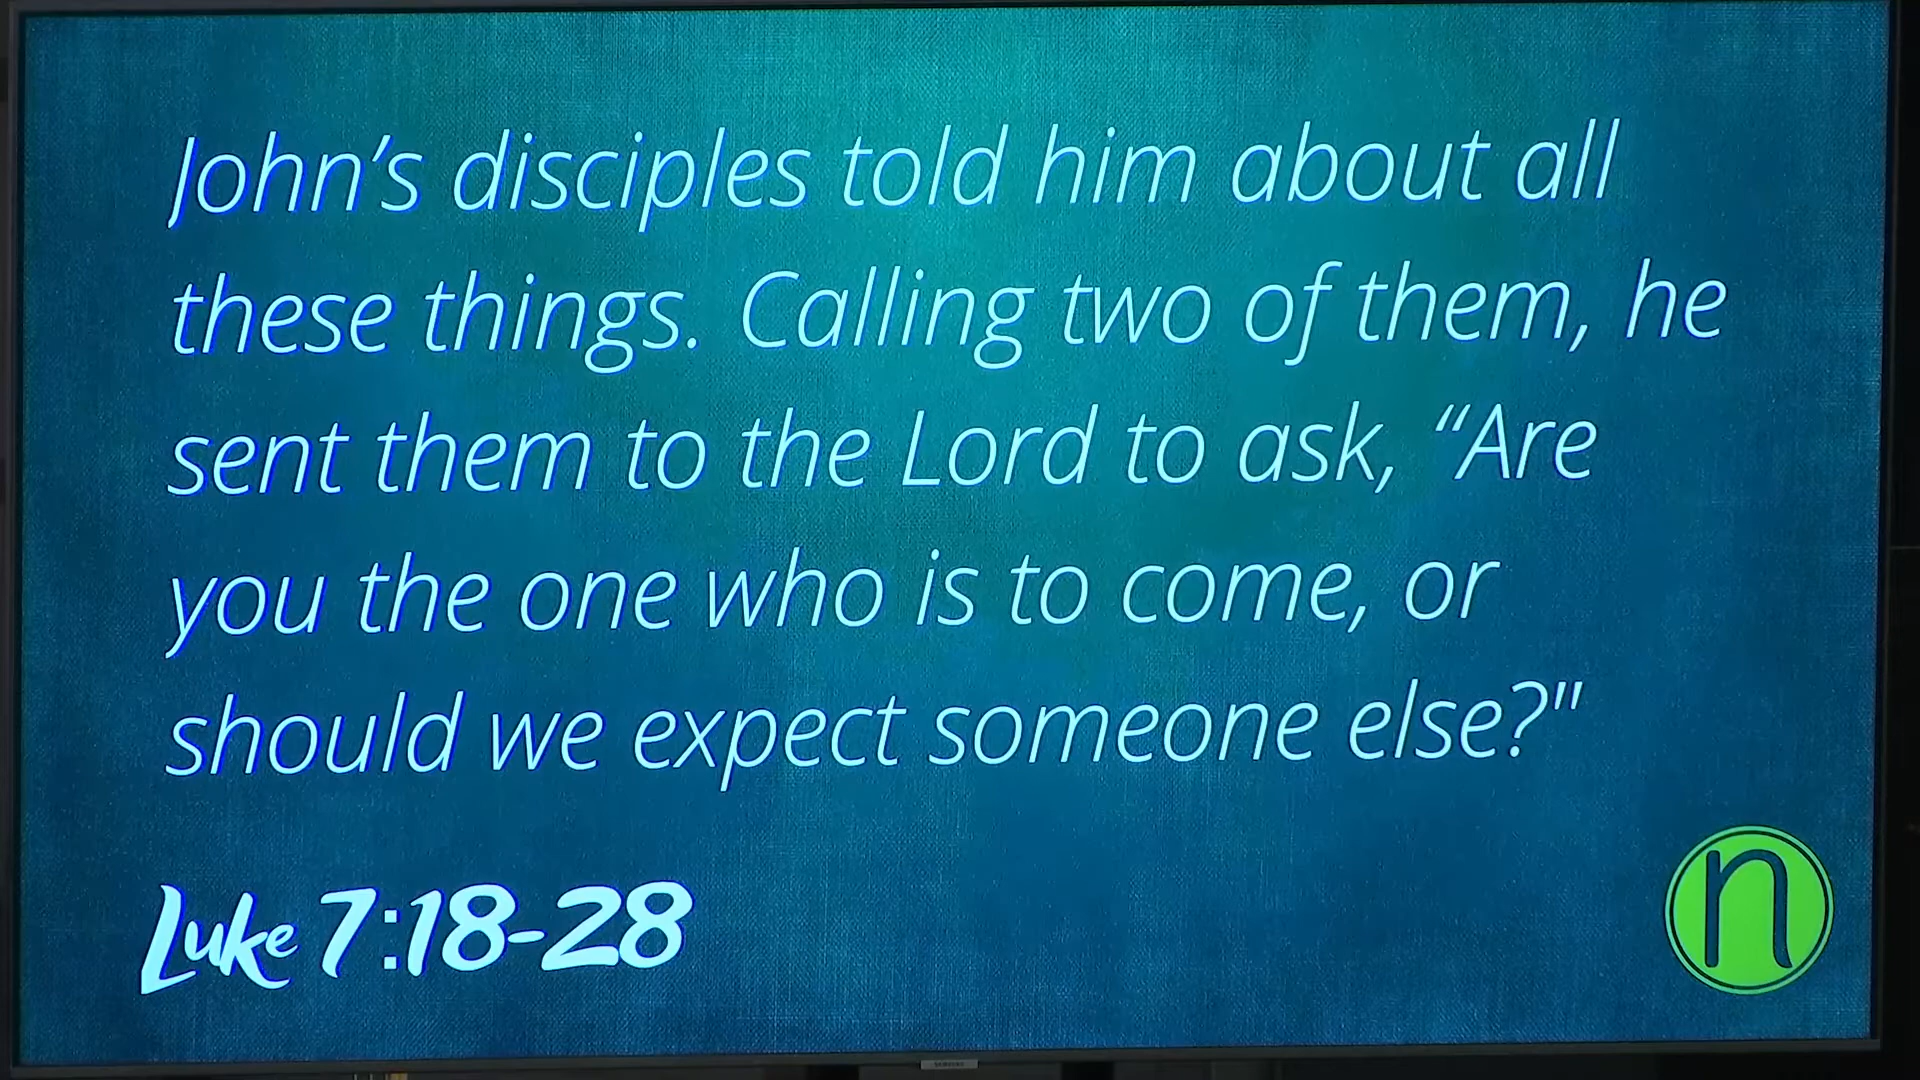 John’s disciples told him about all
these things. Calling two of them, he
sent them to the Lord to ask, “Are
you the one who is to come, or
should we expect someone else?"
Luke 7:18-28
n
SAMSUNG